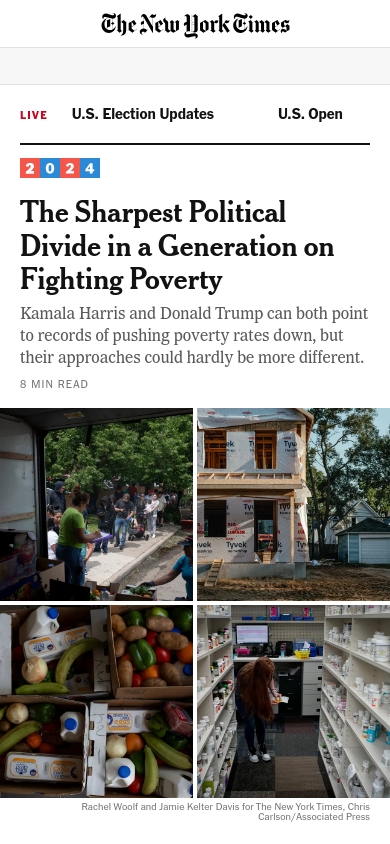 The New York Times
LIVE U.S. Election Updates U.S. Open
2024
The Sharpest Political
Divide in a Generation on
Fighting Poverty
Kamala Harris and Donald Trump can both point
to records of pushing poverty rates down, but
their approaches could hardly be more different.
8 MIN READ
Tyvek
Tyvek
Tyvek
Rachel Woolf and Jamie Kelter Davis for The New York Times, Chris
Carlson/Associated Press